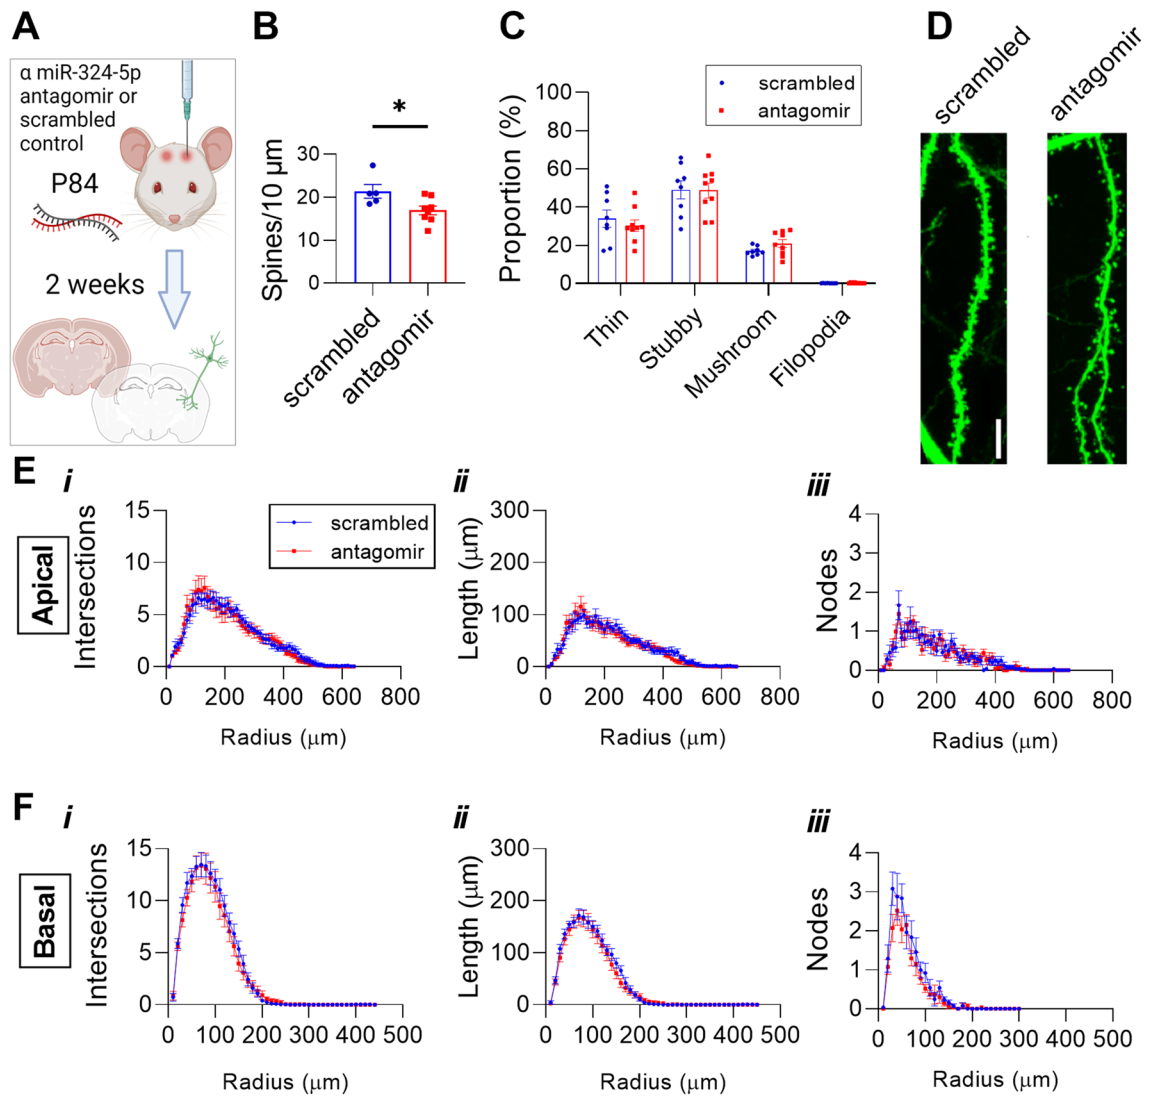 A
α miR-324-5p
antagomir or
scrambled
control
P84
2 weeks
B
*
Spines/10 µm
30
20
10
0
scrambled
antagomir
C
scrambled
antagomir
Proportion (%)
100
80
60
40
20
0
Thin
Stubby
Mushroom
Filopodia
D
scrambled
antagomir
E
Apical
i
Intersections
15
10
5
0
scrambled
antagomir
0 200 400 600 800
Radius (μm)
ii
Length (μm)
300
200
100
0
0 200 400 600 800
Radius (μm)
iii
Nodes
4
3
2
1
0
0 200 400 600 800
Radius (μm)
F
Basal
i
Intersections
15
10
5
0
0 100 200 300 400 500
Radius (μm)
ii
Length (μm)
300
200
100
0
0 100 200 300 400 500
Radius (μm)
iii
Nodes
4
3
2
1
0
0 100 200 300 400 500
Radius (μm)